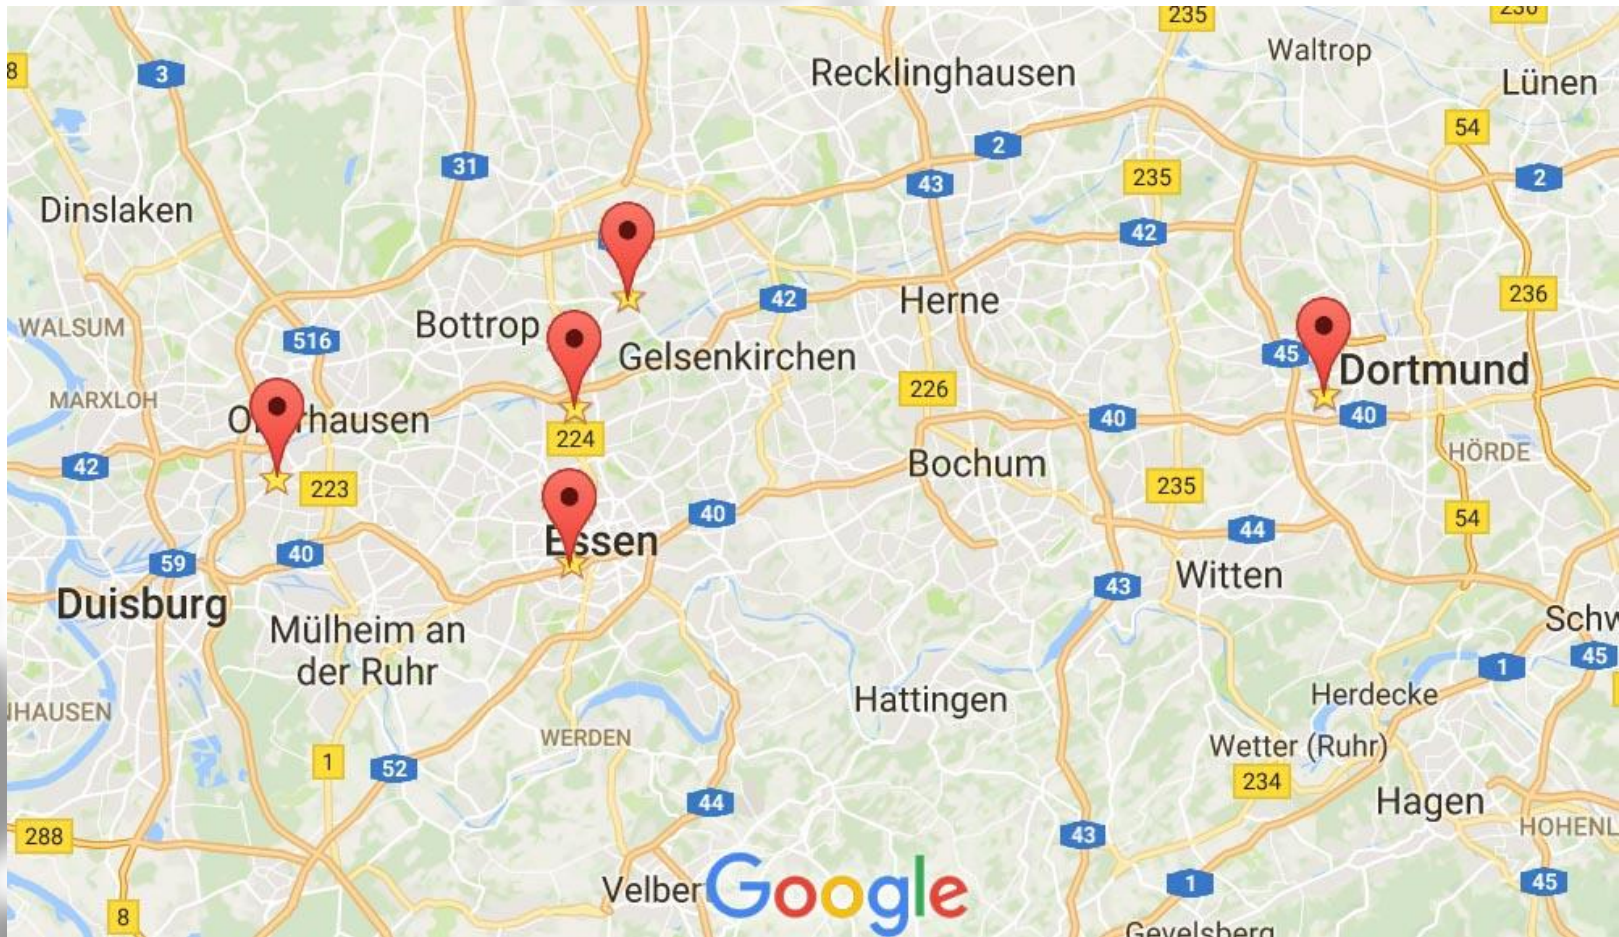 235
236
Waltrop
8
3
Recklinghausen
Lünen
54
2
31
43
235
2
Dinslaken
42
42
236
Herne
WALSUM
Bottrop
516
Gelsenkirchen
45
Dortmund
MARXLOH
226
224
40
40
42
223
Bochum
HÖRDE
235
40
54
44
Essen
59
40
43
Witten
Duisburg
Mülheim an
der Ruhr
Schw
45
1
Hattingen
Herdecke
HAUSEN
WERDEN
Wetter (Ruhr)
1
52
234
44
Hagen
288
43
HOHENL
Velber
Google
1
45
8
Gevelsberg